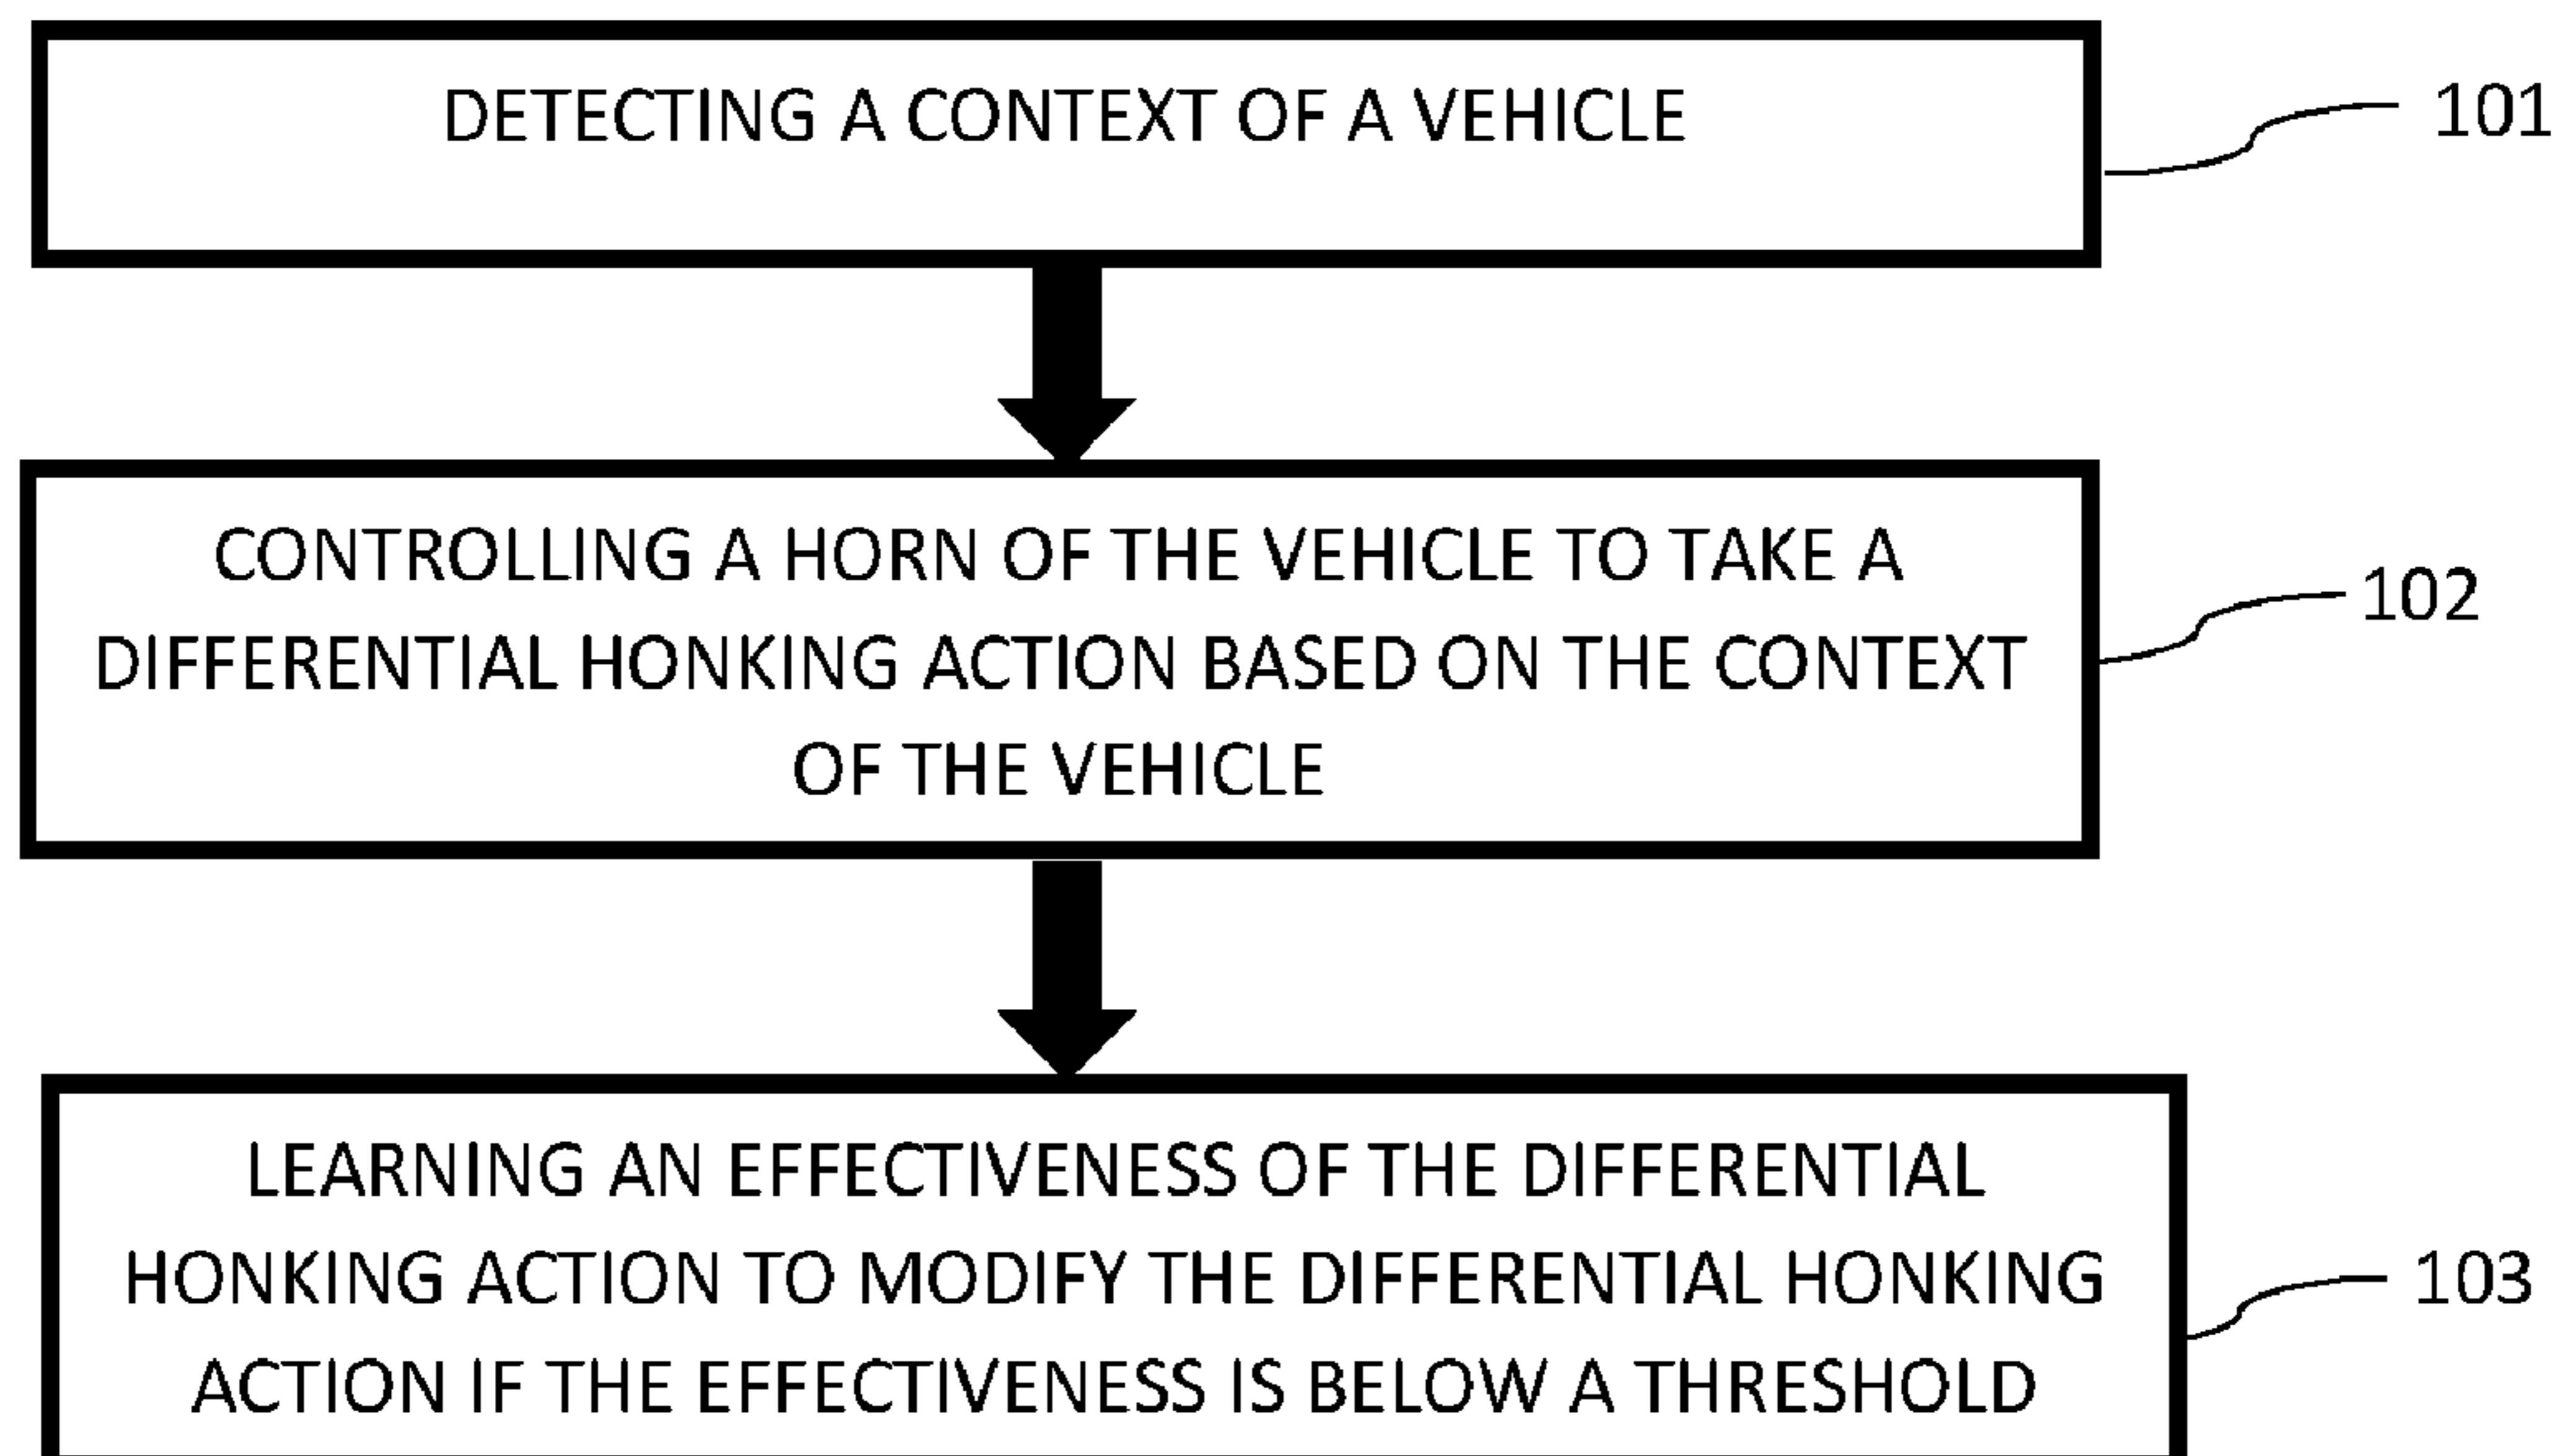 DETECTING A CONTEXT OF A VEHICLE
101
CONTROLLING A HORN OF THE VEHICLE TO TAKE A
DIFFERENTIAL HONKING ACTION BASED ON THE CONTEXT
OF THE VEHICLE
102
LEARNING AN EFFECTIVENESS OF THE DIFFERENTIAL
HONKING ACTION TO MODIFY THE DIFFERENTIAL HONKING
ACTION IF THE EFFECTIVENESS IS BELOW A THRESHOLD
103